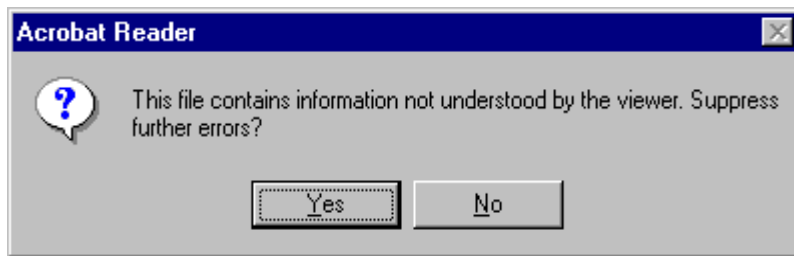 Acrobat Reader
This file contains information not understood by the viewer. Suppress
further errors?
Yes
No